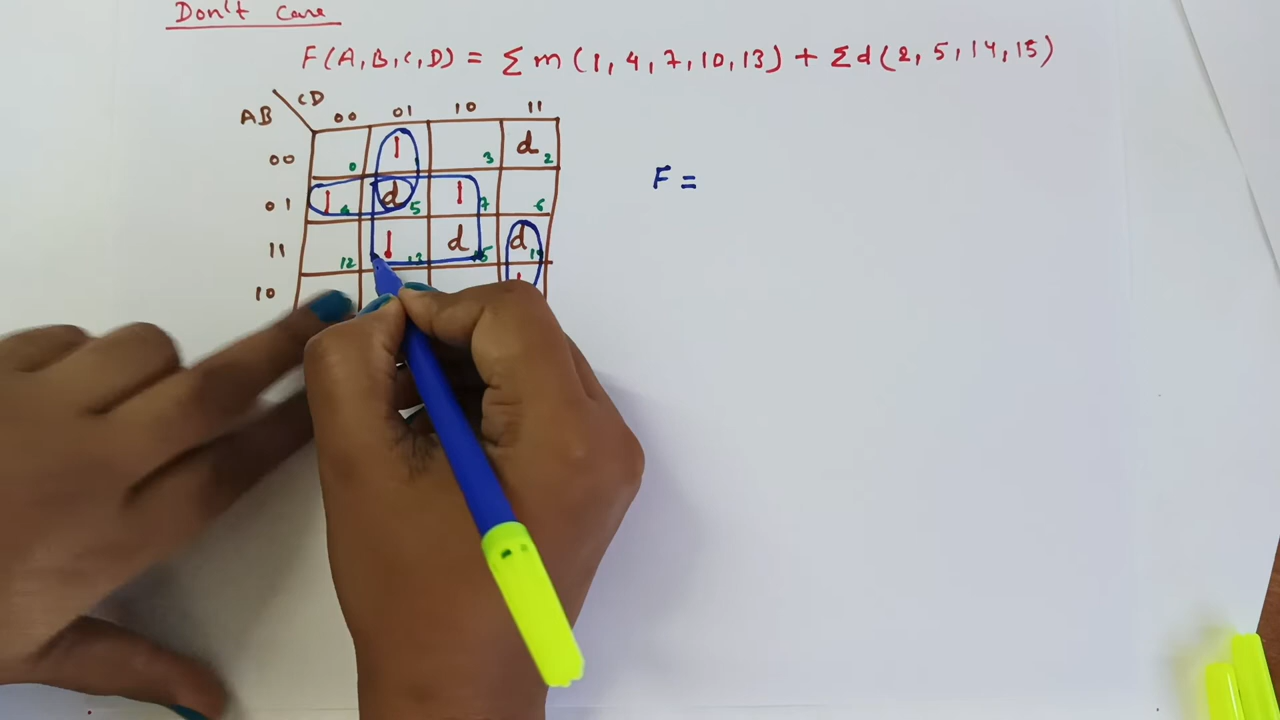 Don't Care
F(A,B,C,D) = Σm(1, 4, 7, 10, 13) + Σd(2, 5, 14, 15)
AB CD 00 01 10 11
00 0 1 3 d 2
01 1 4 d 5 1 7 6
F =
11 12 1 13 d 15 d 14
10